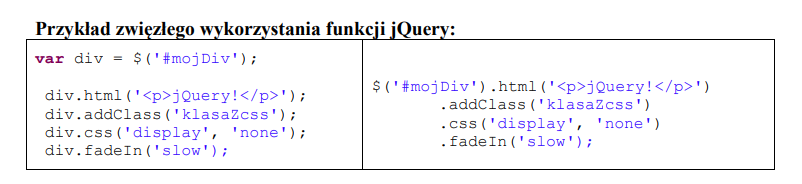 Przykład zwięzłego wykorzystania funkcji jQuery:
var div = $('#mojDiv');
div.html('<p>jQuery!</p>');
div.addClass('klasaZcss');
div.css('display', 'none');
div.fadeIn('slow');
$('#mojDiv').html('<p>jQuery!</p>')
.addClass('klasaZcss')
.css('display', 'none')
.fadeIn('slow');